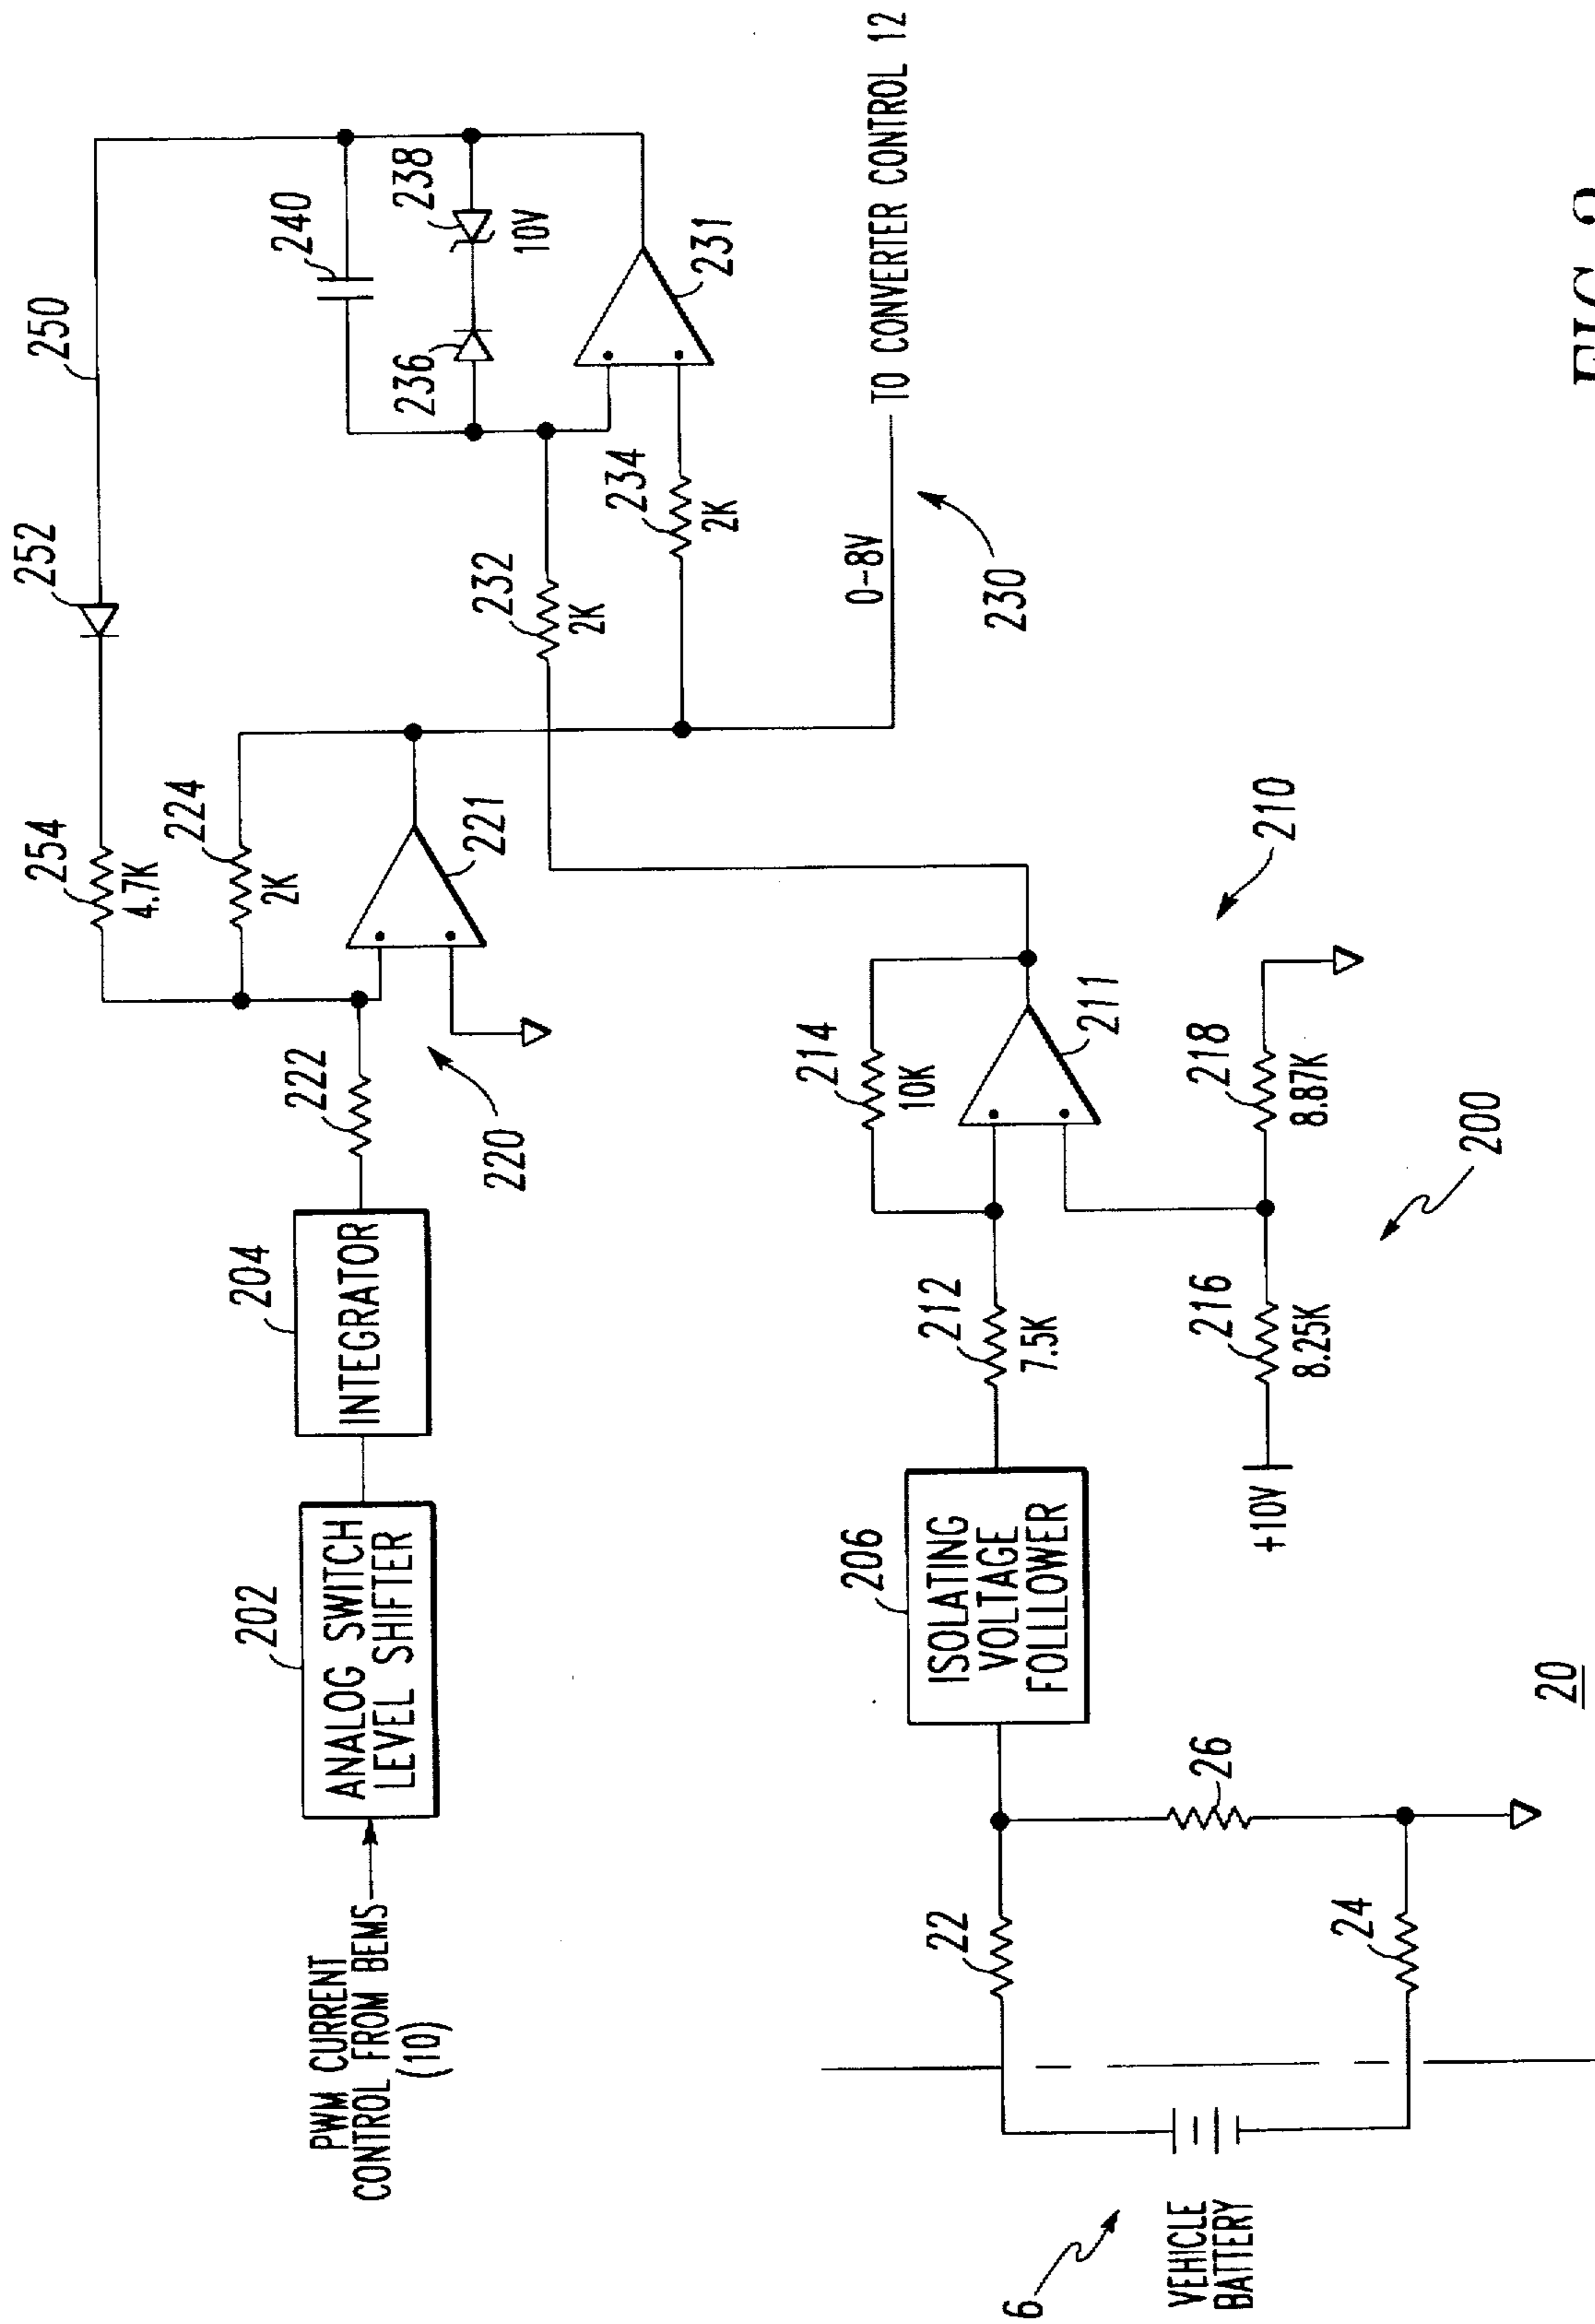 PWM CURRENT
CONTROL FROM BEMS
(10)
202
ANALOG SWITCH
LEVEL SHIFTER
204
INTEGRATOR
222
220
254
4.7K
224
2K
221
252
250
240
236
238
10V
231
232
2K
234
2K
0-8V
TO CONVERTER CONTROL 12
230
6
VEHICLE
BATTERY
22
24
26
20
206
ISOLATING
VOLTAGE
FOLLLOWER
212
7.5K
214
10K
211
210
+10V
216
8.25K
218
8.87K
200